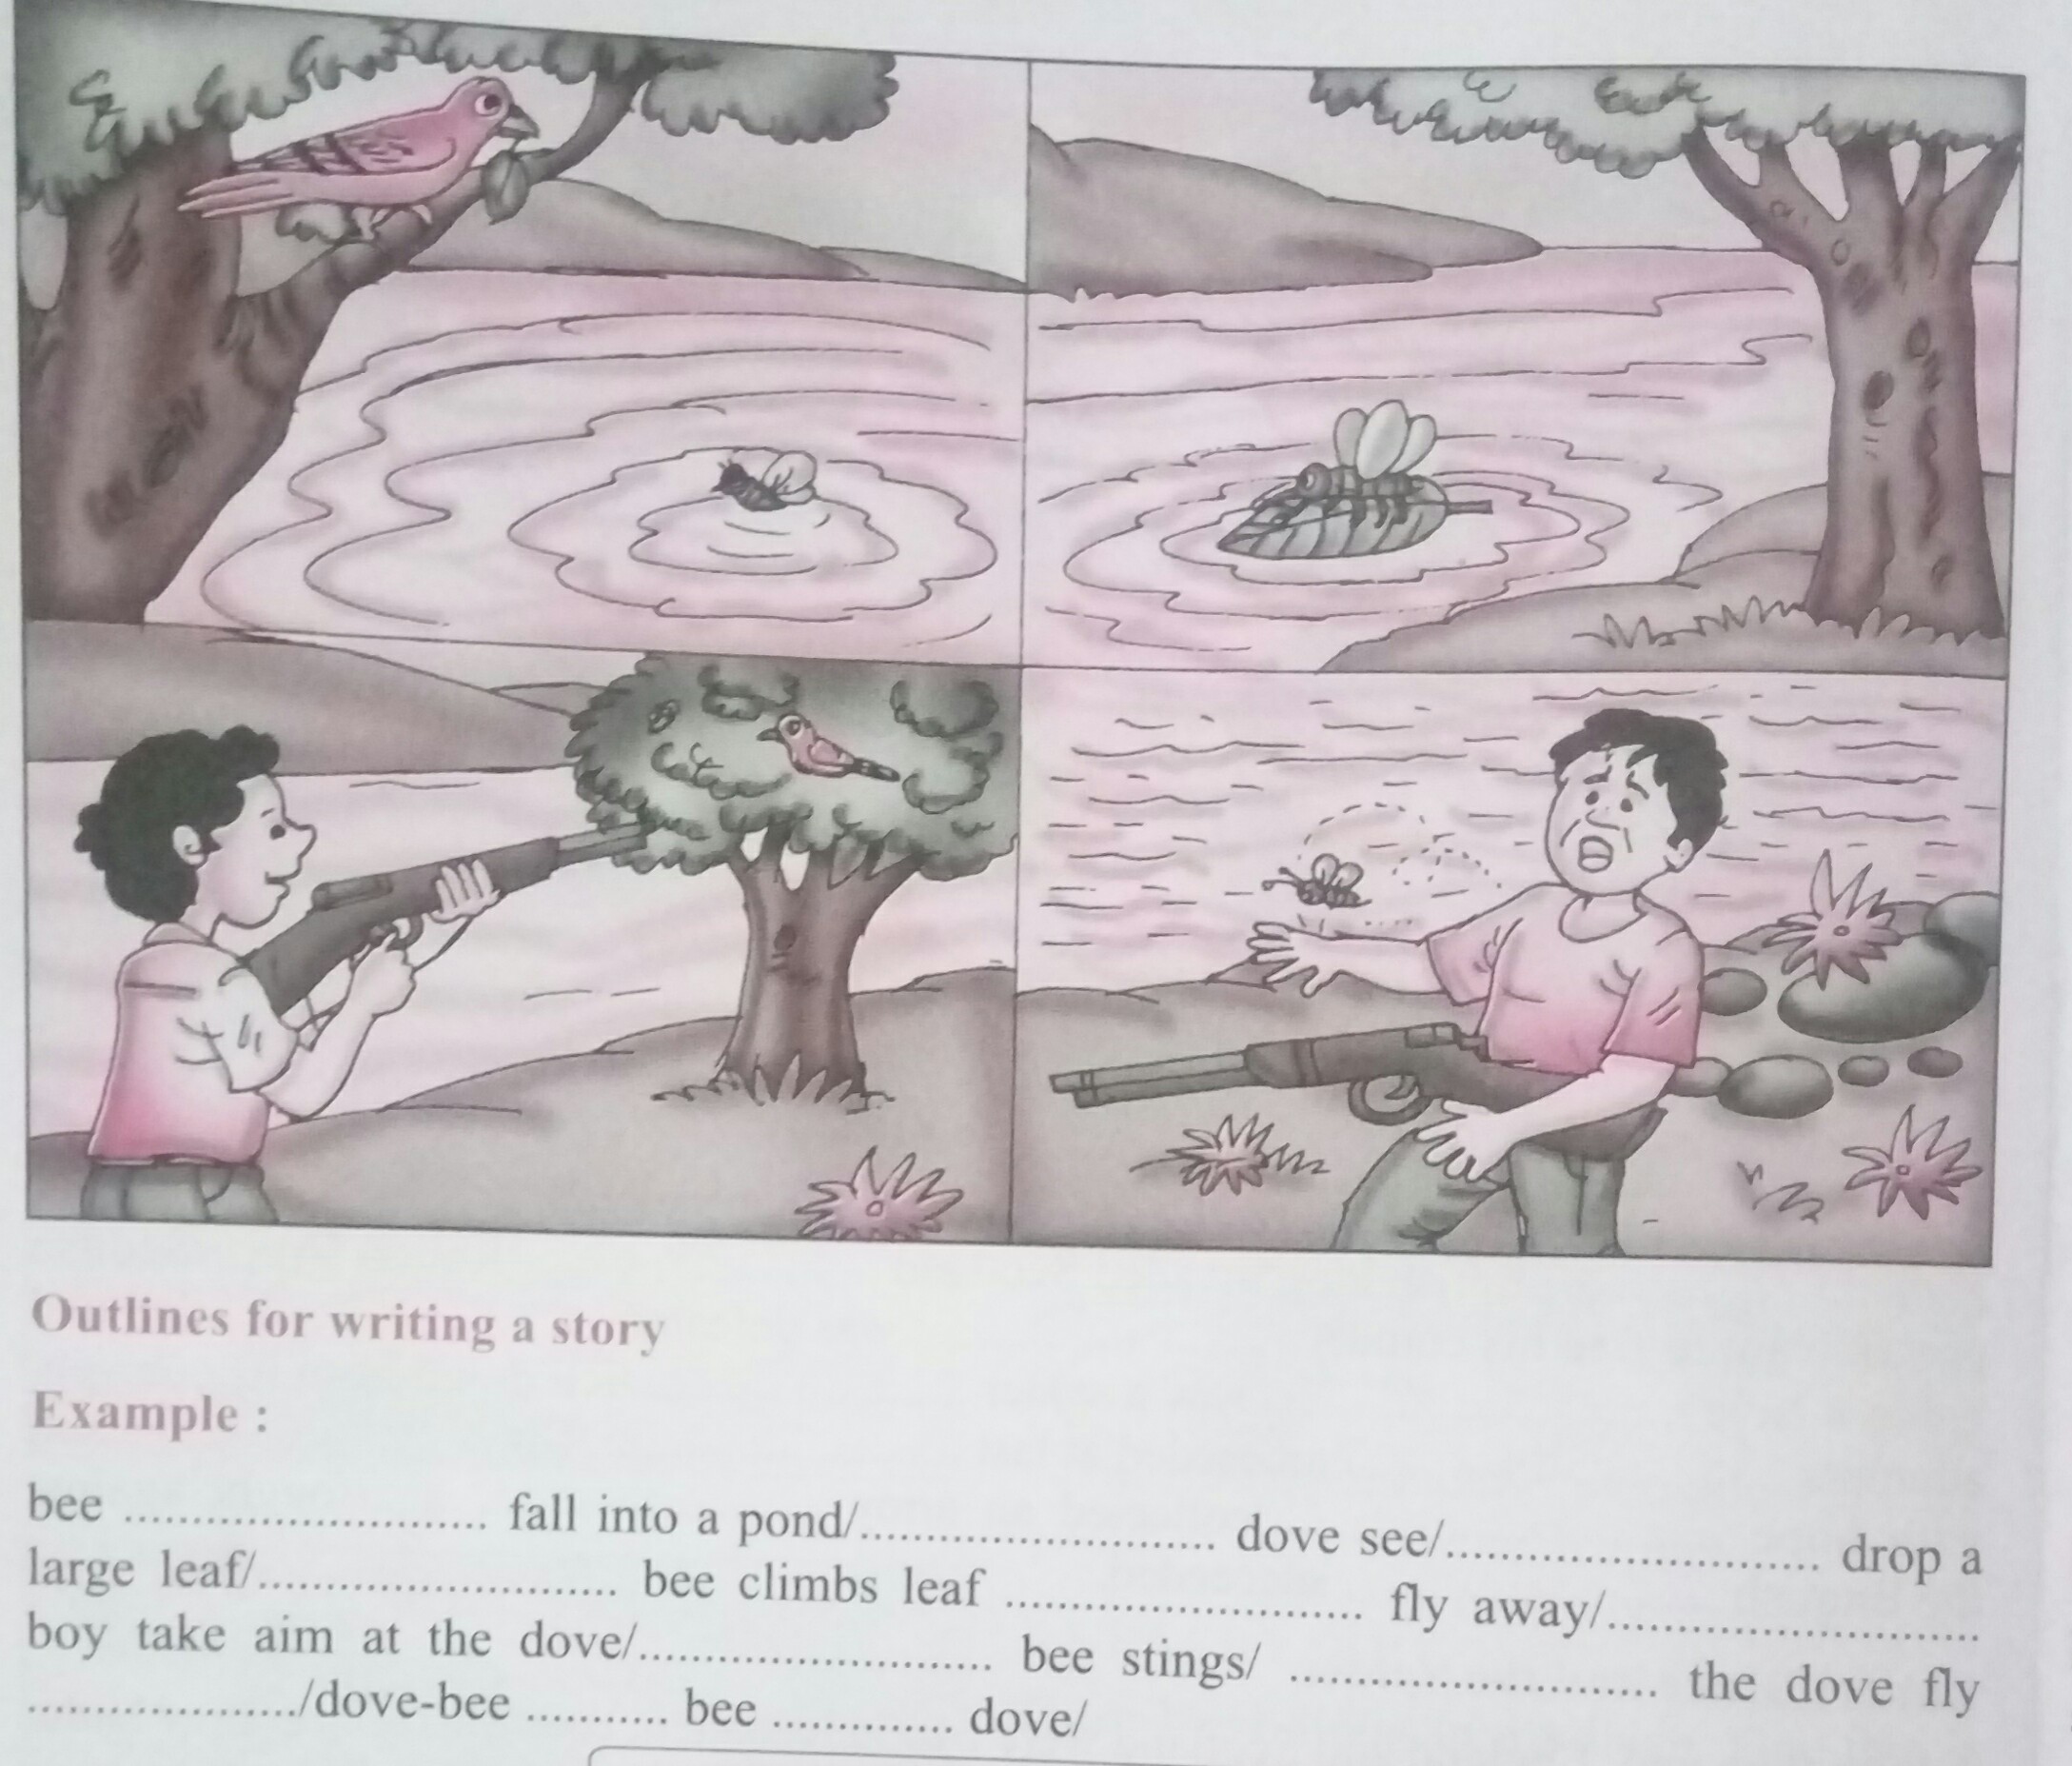 Outlines for writing a story
Example :
bee ........................... fall into a pond/.......................... dove see/............................ drop a
large leaf/........................... bee climbs leaf ........................... fly away/............................
boy take aim at the dove/.......................... bee stings/ ........................... the dove fly
..................../dove-bee ........... bee .............. dove/